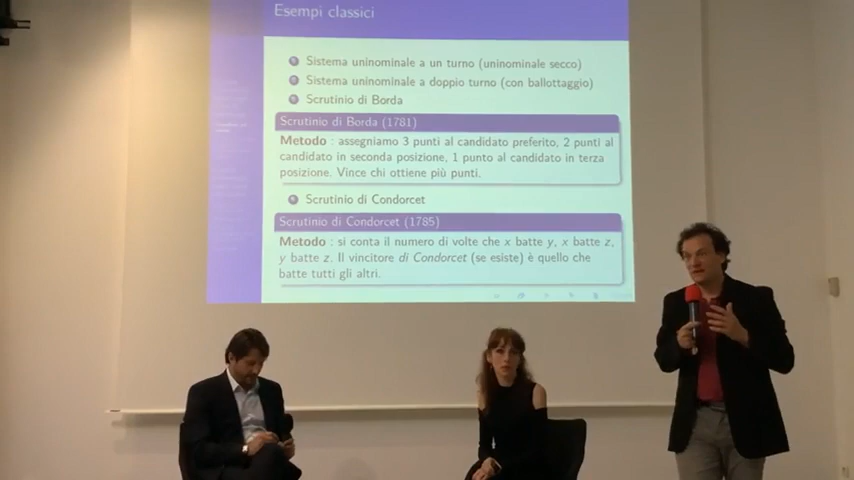 Esempi classici
Sistema uninominale a un turno (uninominale secco)
Sistema uninominale a doppio turno (con ballottaggio)
Scrutinio di Borda
Scrutinio di Borda (1781)
Metodo : assegniamo 3 punti al candidato preferito, 2 punti al
candidato in seconda posizione, 1 punto al candidato in terza
posizione. Vince chi ottiene più punti.
Scrutinio di Condorcet
Scrutinio di Condorcet (1785)
Metodo : si conta il numero di volte che x batte y, x batte z,
y batte z. Il vincitore di Condorcet (se esiste) è quello che
batte tutti gli altri.